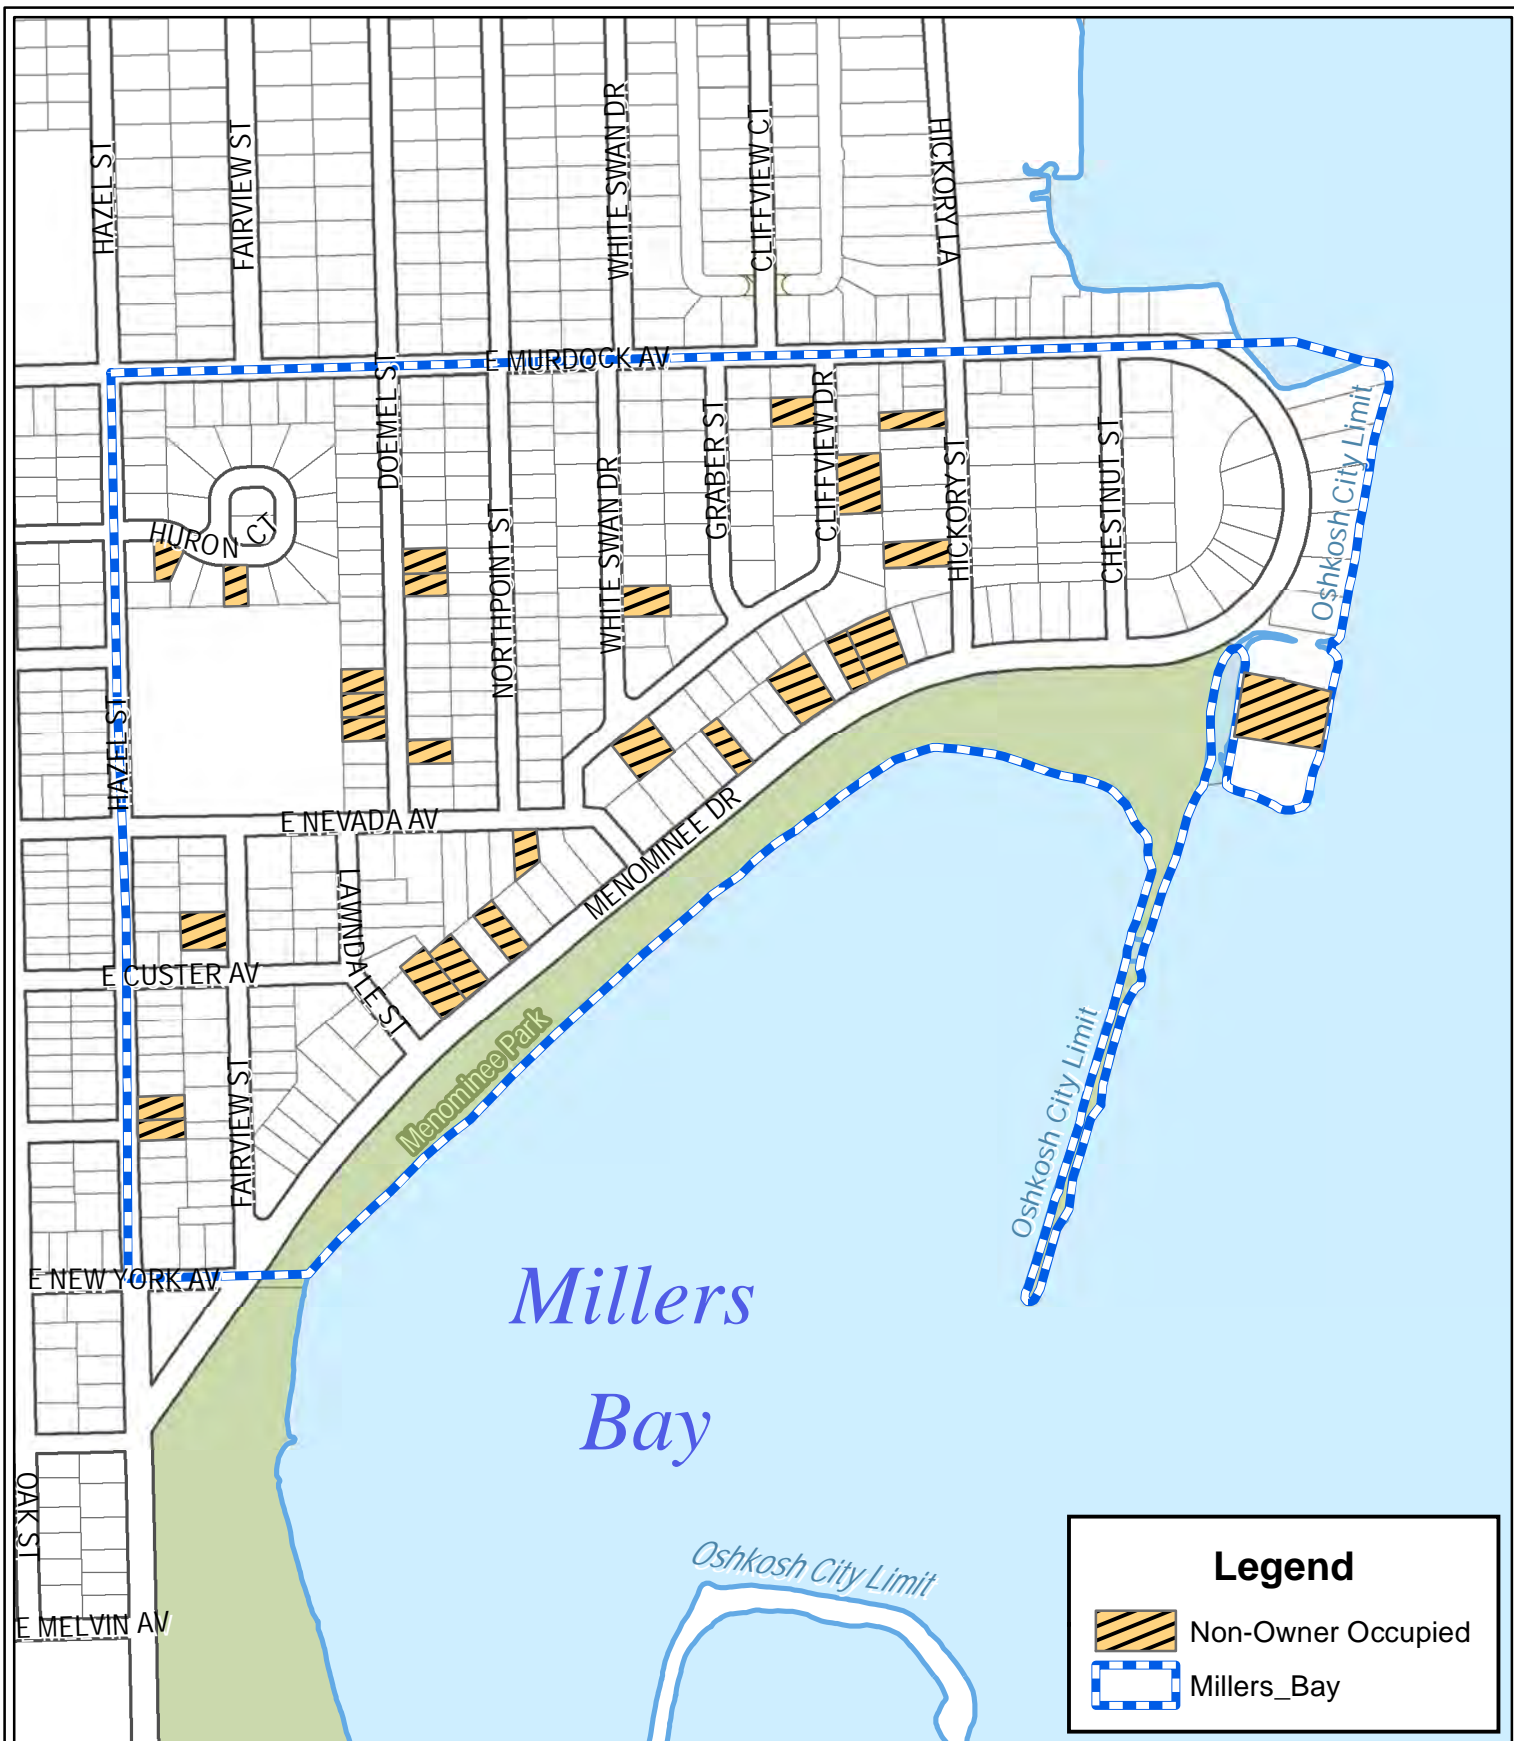 HAZEL ST
FAIRVIEW ST
WHITE SWAN DR
CLIFFVIEW CT
HICKORY LA
E MURDOCK AV
DOEMEL ST
GRABER ST
CLIFFVIEW DR
HICKORY ST
CHESTNUT ST
Oshkosh City Limit
HURON CT
NORTHPOINT ST
WHITE SWAN DR
HAZEL ST
E NEVADA AV
MENOMINEE DR
LAWNDALE ST
E CUSTER AV
Menominee Park
FAIRVIEW ST
Oshkosh City Limit
E NEW YORK AV
Millers
Bay
OAK ST
E MELVIN AV
Oshkosh City Limit
Legend
Non-Owner Occupied
Millers_Bay